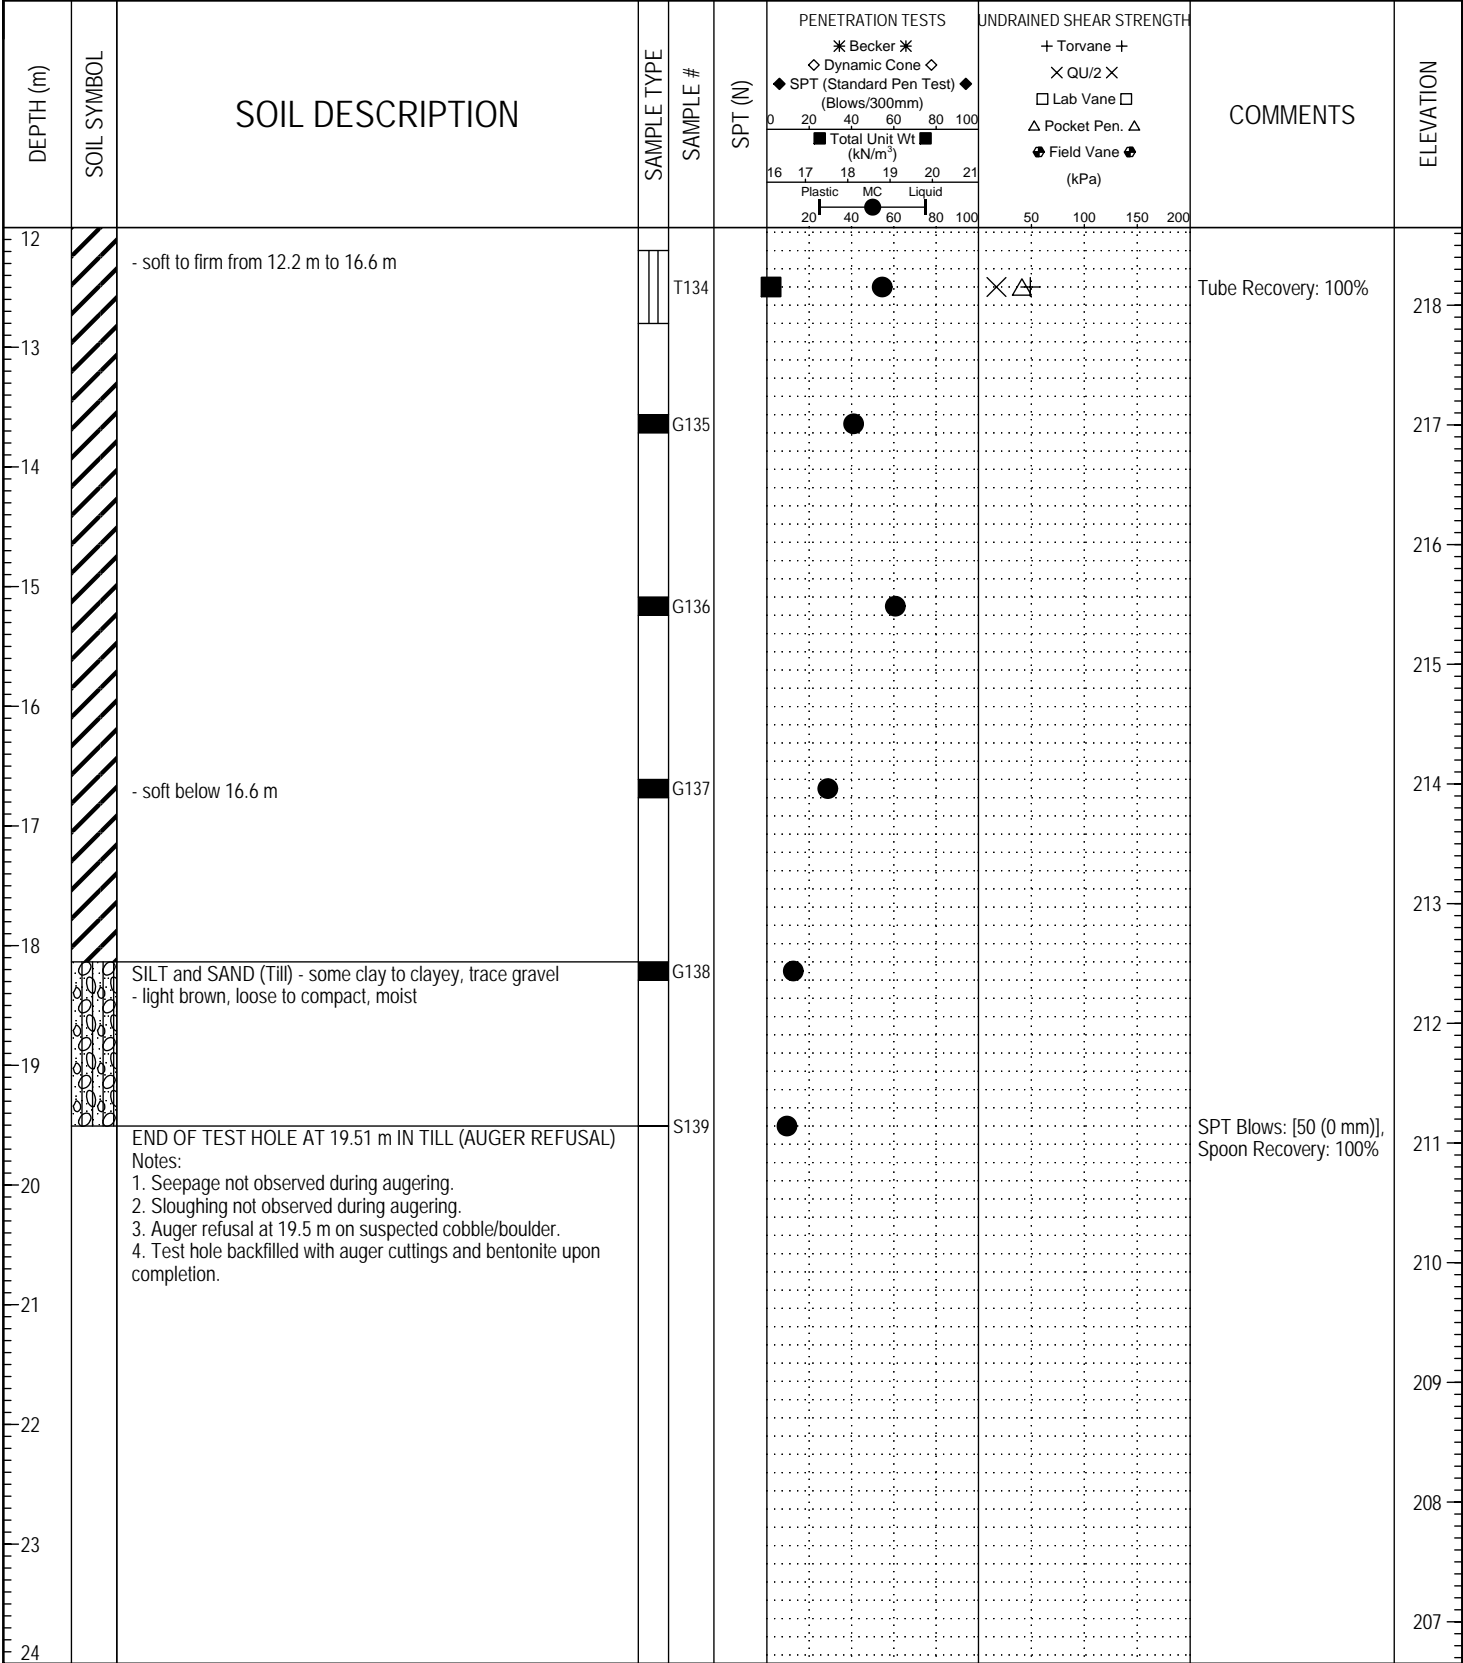 DEPTH (m)
SOIL SYMBOL
SOIL DESCRIPTION
SAMPLE TYPE
SAMPLE #
SPT (N)
PENETRATION TESTS
✳ Becker ✳
◇ Dynamic Cone ◇
◆ SPT (Standard Pen Test) ◆
(Blows/300mm)
0 20 40 60 80 100
■ Total Unit Wt ■
(kN/m³)
16 17 18 19 20 21
Plastic MC Liquid
20 40 60 80 100
UNDRAINED SHEAR STRENGTH
+ Torvane +
× QU/2 ×
□ Lab Vane □
△ Pocket Pen. △
Field Vane
(kPa)
50 100 150 200
COMMENTS
ELEVATION
12
- soft to firm from 12.2 m to 16.6 m
T134
Tube Recovery: 100%
218
13
G135
217
14
216
15
G136
215
16
- soft below 16.6 m
G137
214
17
213
18
SILT and SAND (Till) - some clay to clayey, trace gravel
- light brown, loose to compact, moist
G138
212
19
S139
SPT Blows: [50 (0 mm)],
Spoon Recovery: 100%
211
END OF TEST HOLE AT 19.51 m IN TILL (AUGER REFUSAL)
Notes:
1. Seepage not observed during augering.
2. Sloughing not observed during augering.
3. Auger refusal at 19.5 m on suspected cobble/boulder.
4. Test hole backfilled with auger cuttings and bentonite upon
completion.
20
210
21
209
22
208
23
207
24